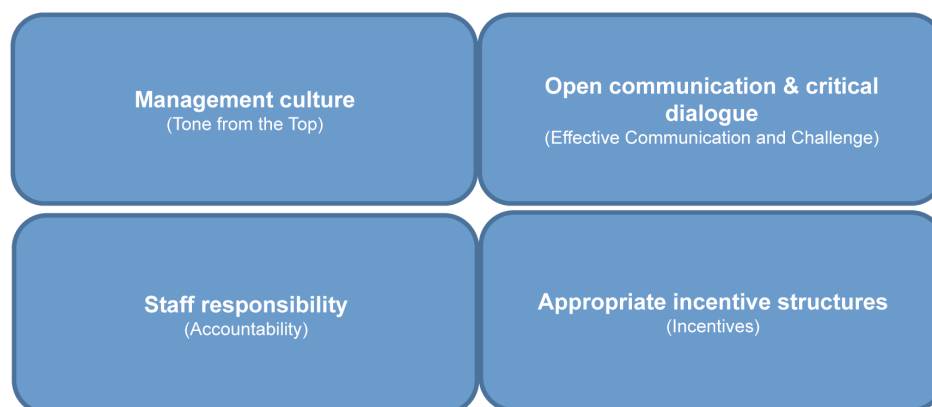 Management culture
(Tone from the Top)
Open communication & critical
dialogue
(Effective Communication and Challenge)
Staff responsibility
(Accountability)
Appropriate incentive structures
(Incentives)